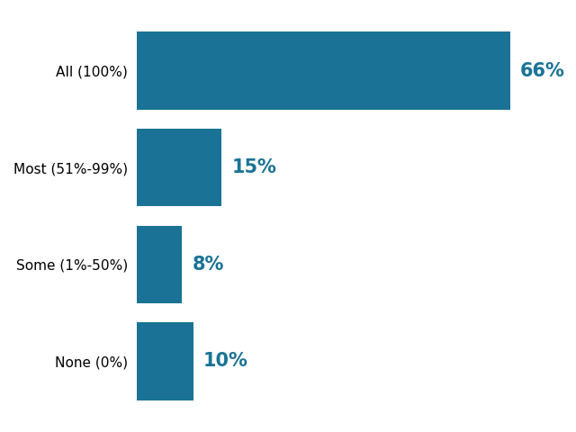 All (100%) 66%
Most (51%-99%) 15%
Some (1%-50%) 8%
None (0%) 10%